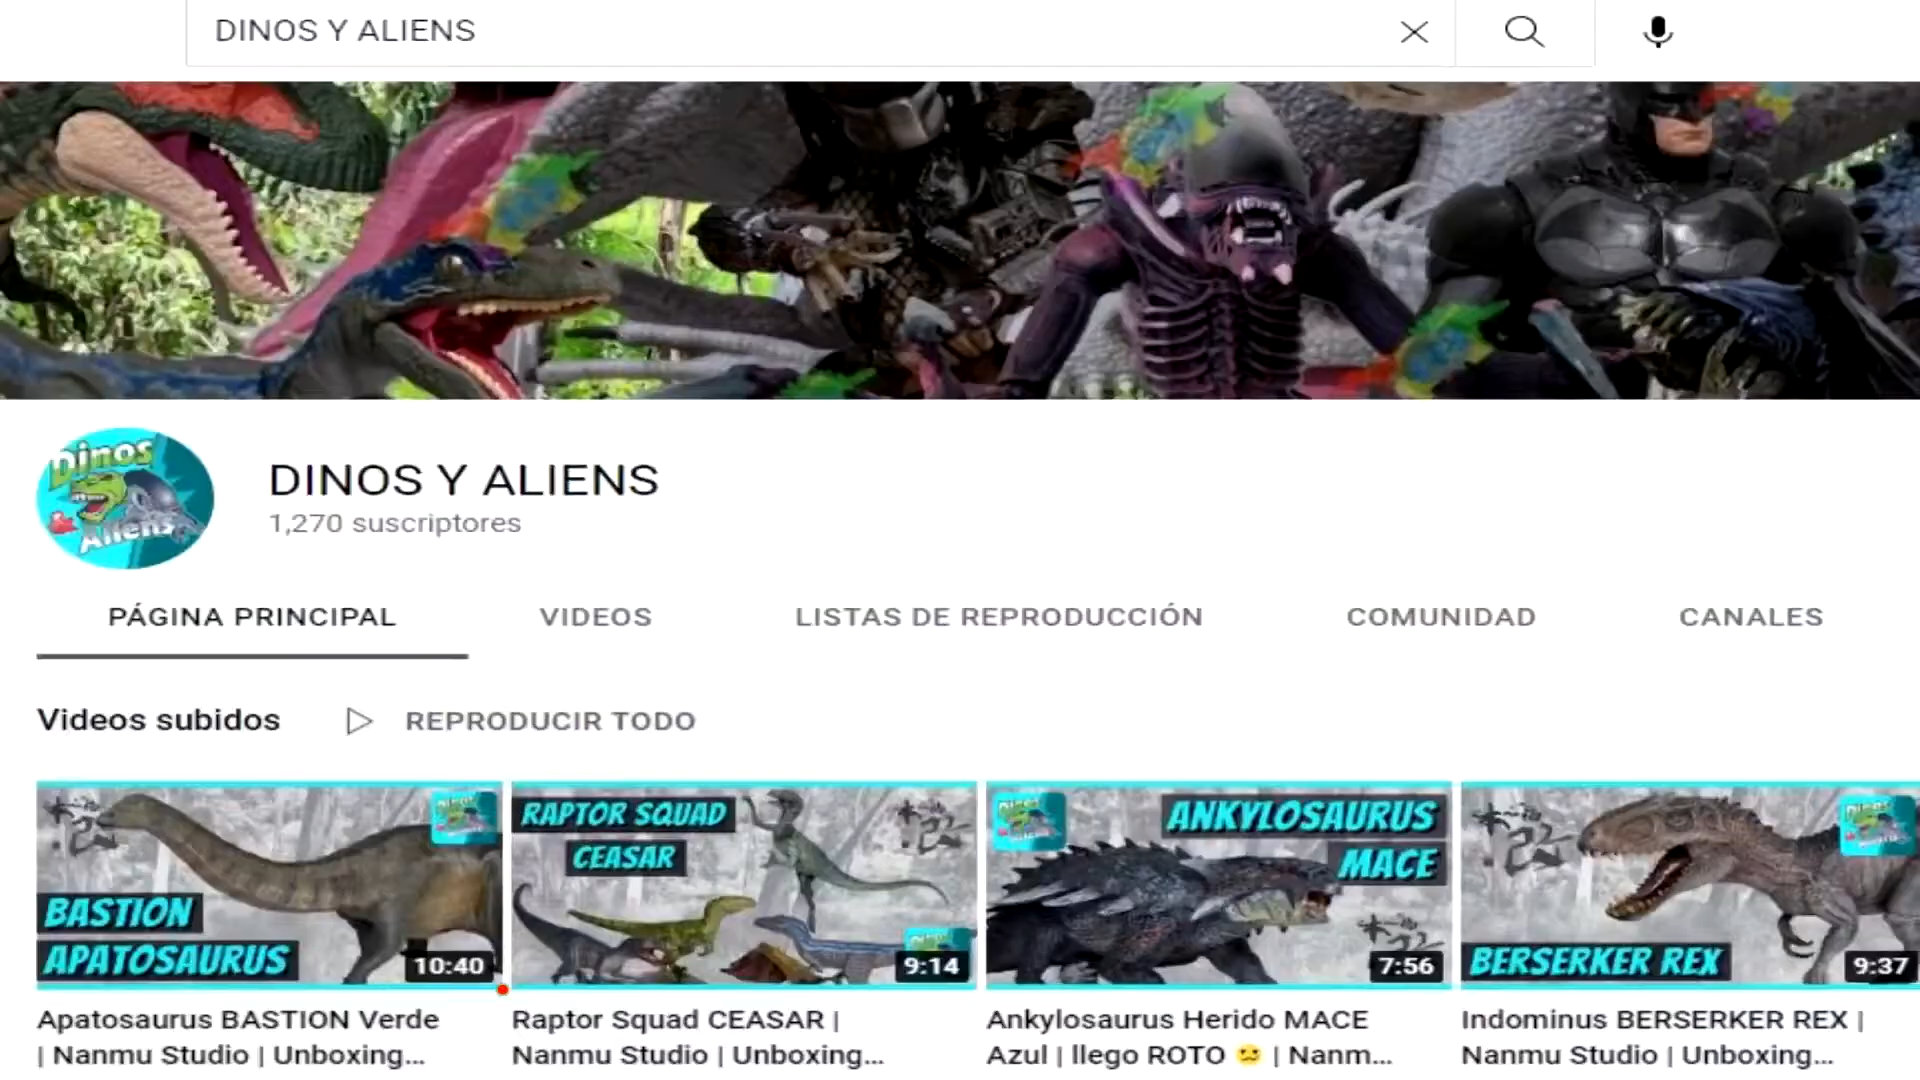 DINOS Y ALIENS
Dinos
Aliens
DINOS Y ALIENS
1,270 suscriptores
PÁGINA PRINCIPAL
VIDEOS
LISTAS DE REPRODUCCIÓN
COMUNIDAD
CANALES
Videos subidos
REPRODUCIR TODO
BASTION
APATOSAURUS
10:40
RAPTOR SQUAD
CEASAR
9:14
ANKYLOSAURUS
MACE
7:56
BERSERKER REX
9:37
Apatosaurus BASTION Verde
| Nanmu Studio | Unboxing...
Raptor Squad CEASAR |
Nanmu Studio | Unboxing...
Ankylosaurus Herido MACE
Azul | llego ROTO 🤕 | Nanm...
Indominus BERSERKER REX |
Nanmu Studio | Unboxing...